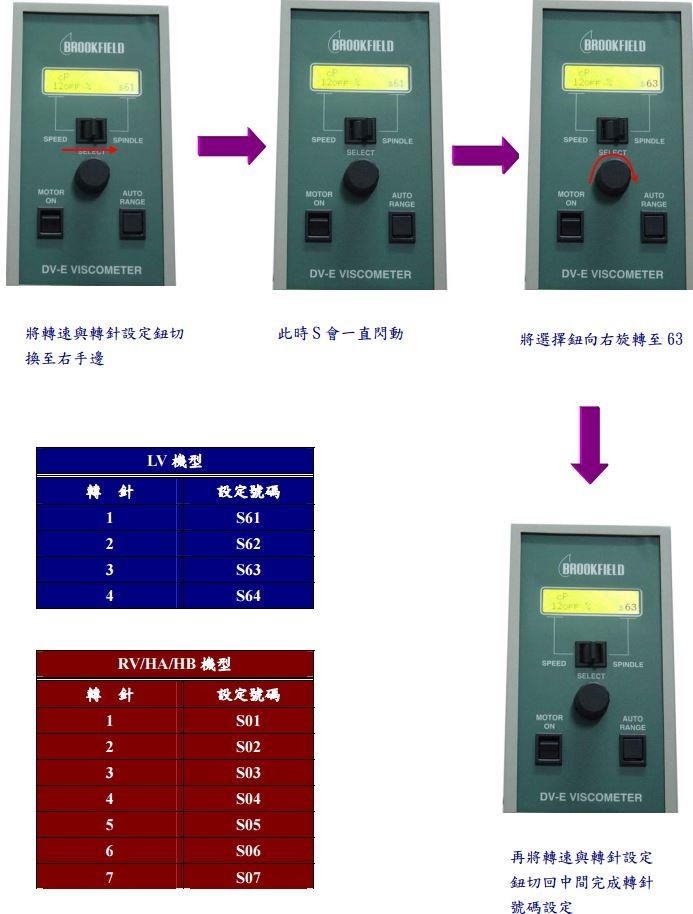 BROOKFIELD
cP
12OFF % s61
SPEED SPINDLE
SELECT
MOTOR ON
AUTO RANGE
DV-E VISCOMETER
將轉速與轉針設定鈕切
換至右手邊
BROOKFIELD
cP
12OFF % s61
SPEED SPINDLE
SELECT
MOTOR ON
AUTO RANGE
DV-E VISCOMETER
此時S會一直閃動
BROOKFIELD
cP
12OFF % s63
SPEED SPINDLE
SELECT
MOTOR ON
AUTO RANGE
DV-E VISCOMETER
將選擇鈕向右旋轉至 63
LV 機型
轉 針 設定號碼
1 S61
2 S62
3 S63
4 S64
RV/HA/HB 機型
轉 針 設定號碼
1 S01
2 S02
3 S03
4 S04
5 S05
6 S06
7 S07
BROOKFIELD
cP
12OFF % s63
SPEED SPINDLE
SELECT
MOTOR ON
AUTO RANGE
DV-E VISCOMETER
再將轉速與轉針設定
鈕切回中間完成轉針
號碼設定